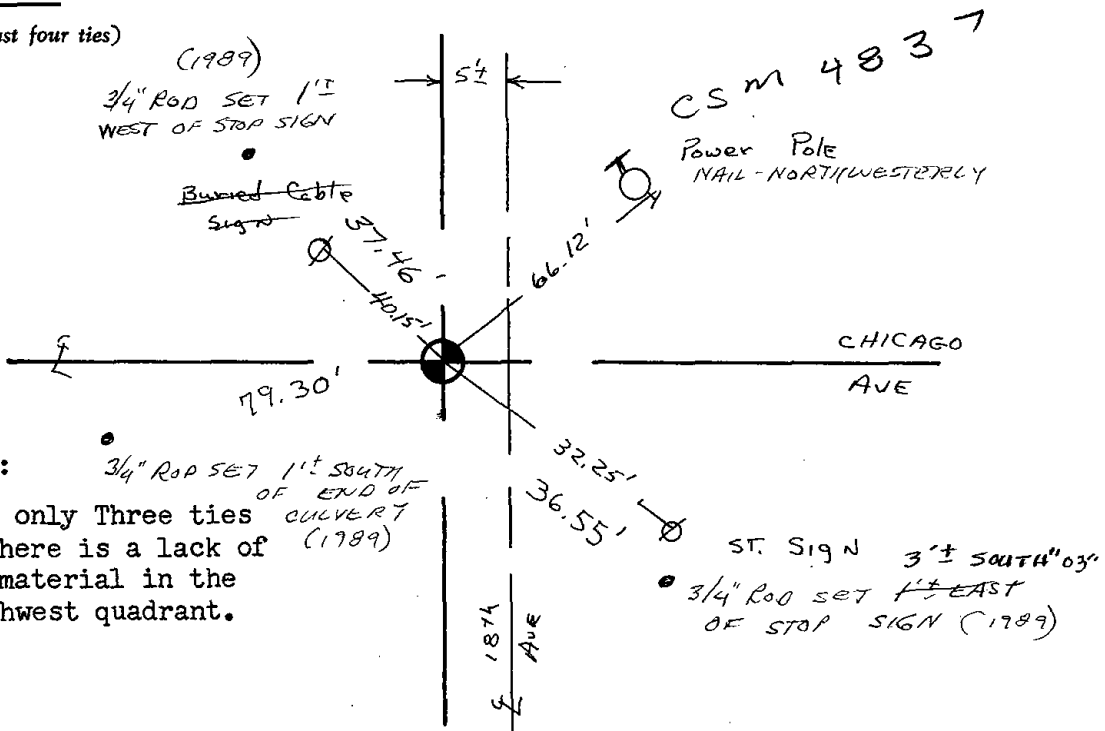 ast four ties)
(1989)
3/4" ROD SET 1'±
WEST OF STOP SIGN
Buried Cable
Sign
5'±
CSM 4837
Power Pole
NAIL-NORTHWESTERLY
37.46
40.15'
66.12'
CHICAGO
AVE
79.30'
:
3/4" ROD SET 1'± SOUTH
OF END OF
CULVERT
(1989)
only Three ties
here is a lack of
material in the
hwest quadrant.
32.25'
36.55'
ST. SIGN
3'± SOUTH "03"
3/4" ROD SET 1'± EAST
OF STOP SIGN (1989)
18TH
AVE